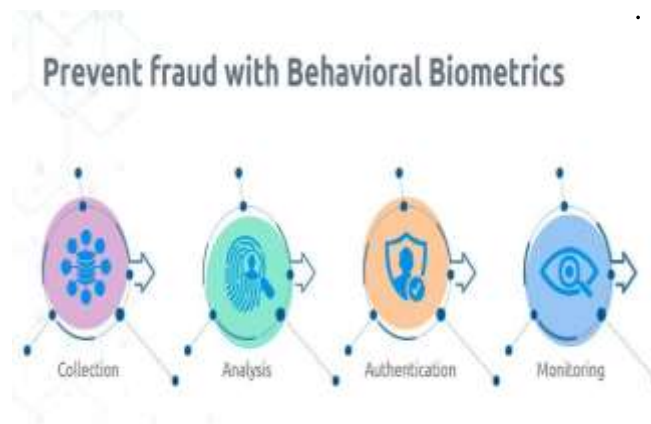 Prevent fraud with Behavioral Biometrics
Collection
Analysis
Authentication
Monitoring